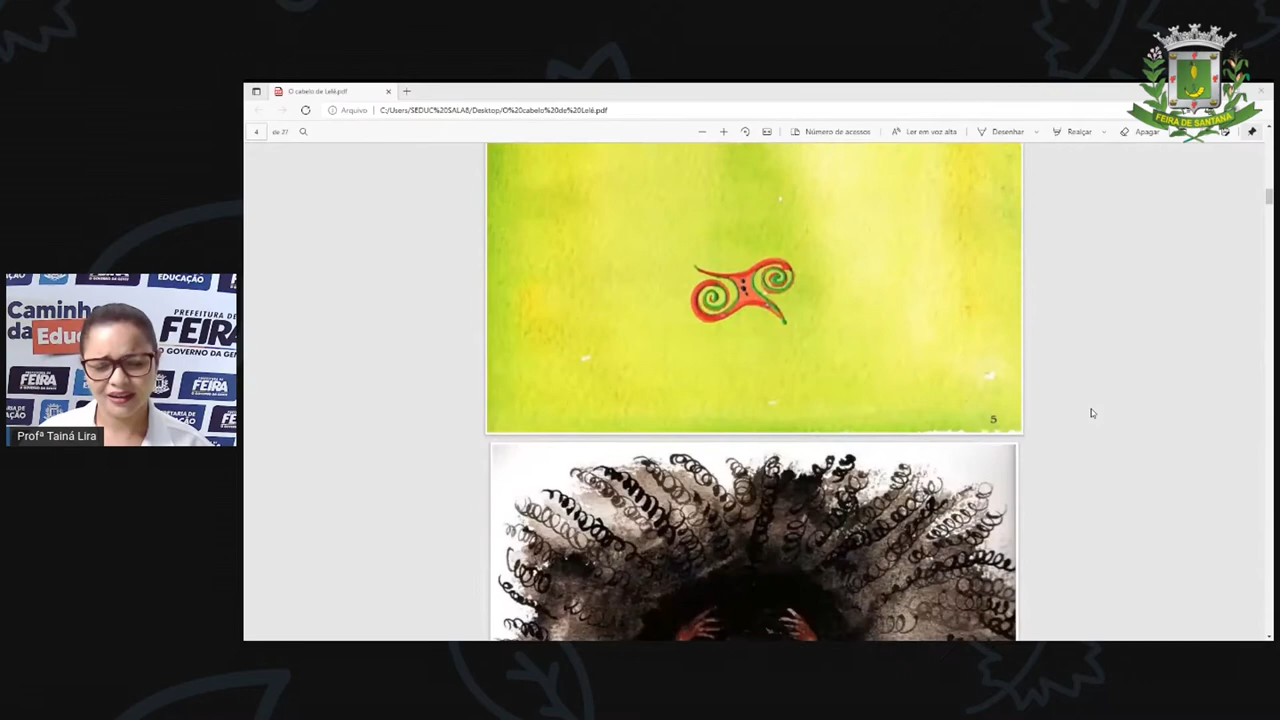 FEIRA DE SANTANA
O cabelo de Lelê.pdf
Arquivo
C:/Users/SEDUC%20SALA8/Desktop/O%20cabelo%20de%20Lelê.pdf
4
de 27
Número de acessos
Ler em voz alta
Desenhar
Realçar
Apagar
5
EDUCAÇÃO
Caminho
da Edu
PREFEITURA DE
FEIRA
O GOVERNO DA GEN
FEIRA
FEIRA
Profª Tainá Lira